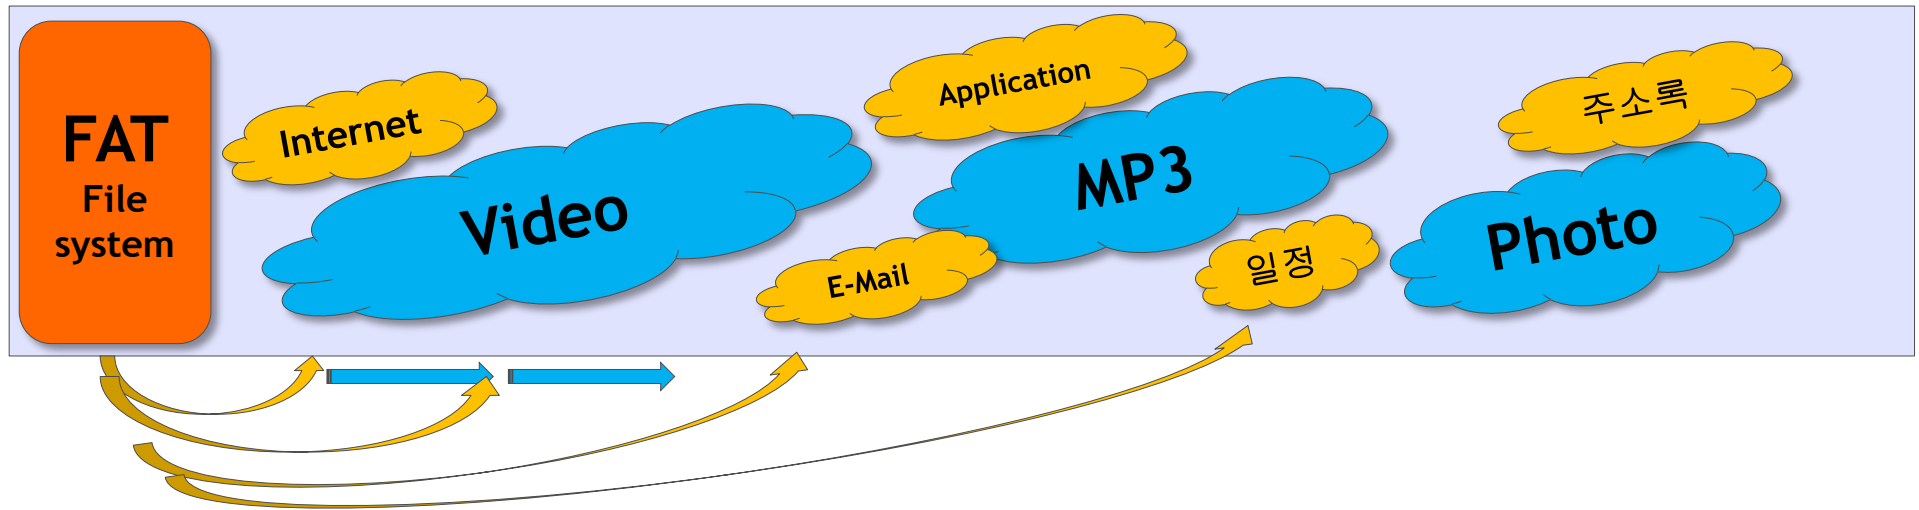 FAT
File
system
Internet
Video
Application
MP3
E-Mail
일정
주소록
Photo